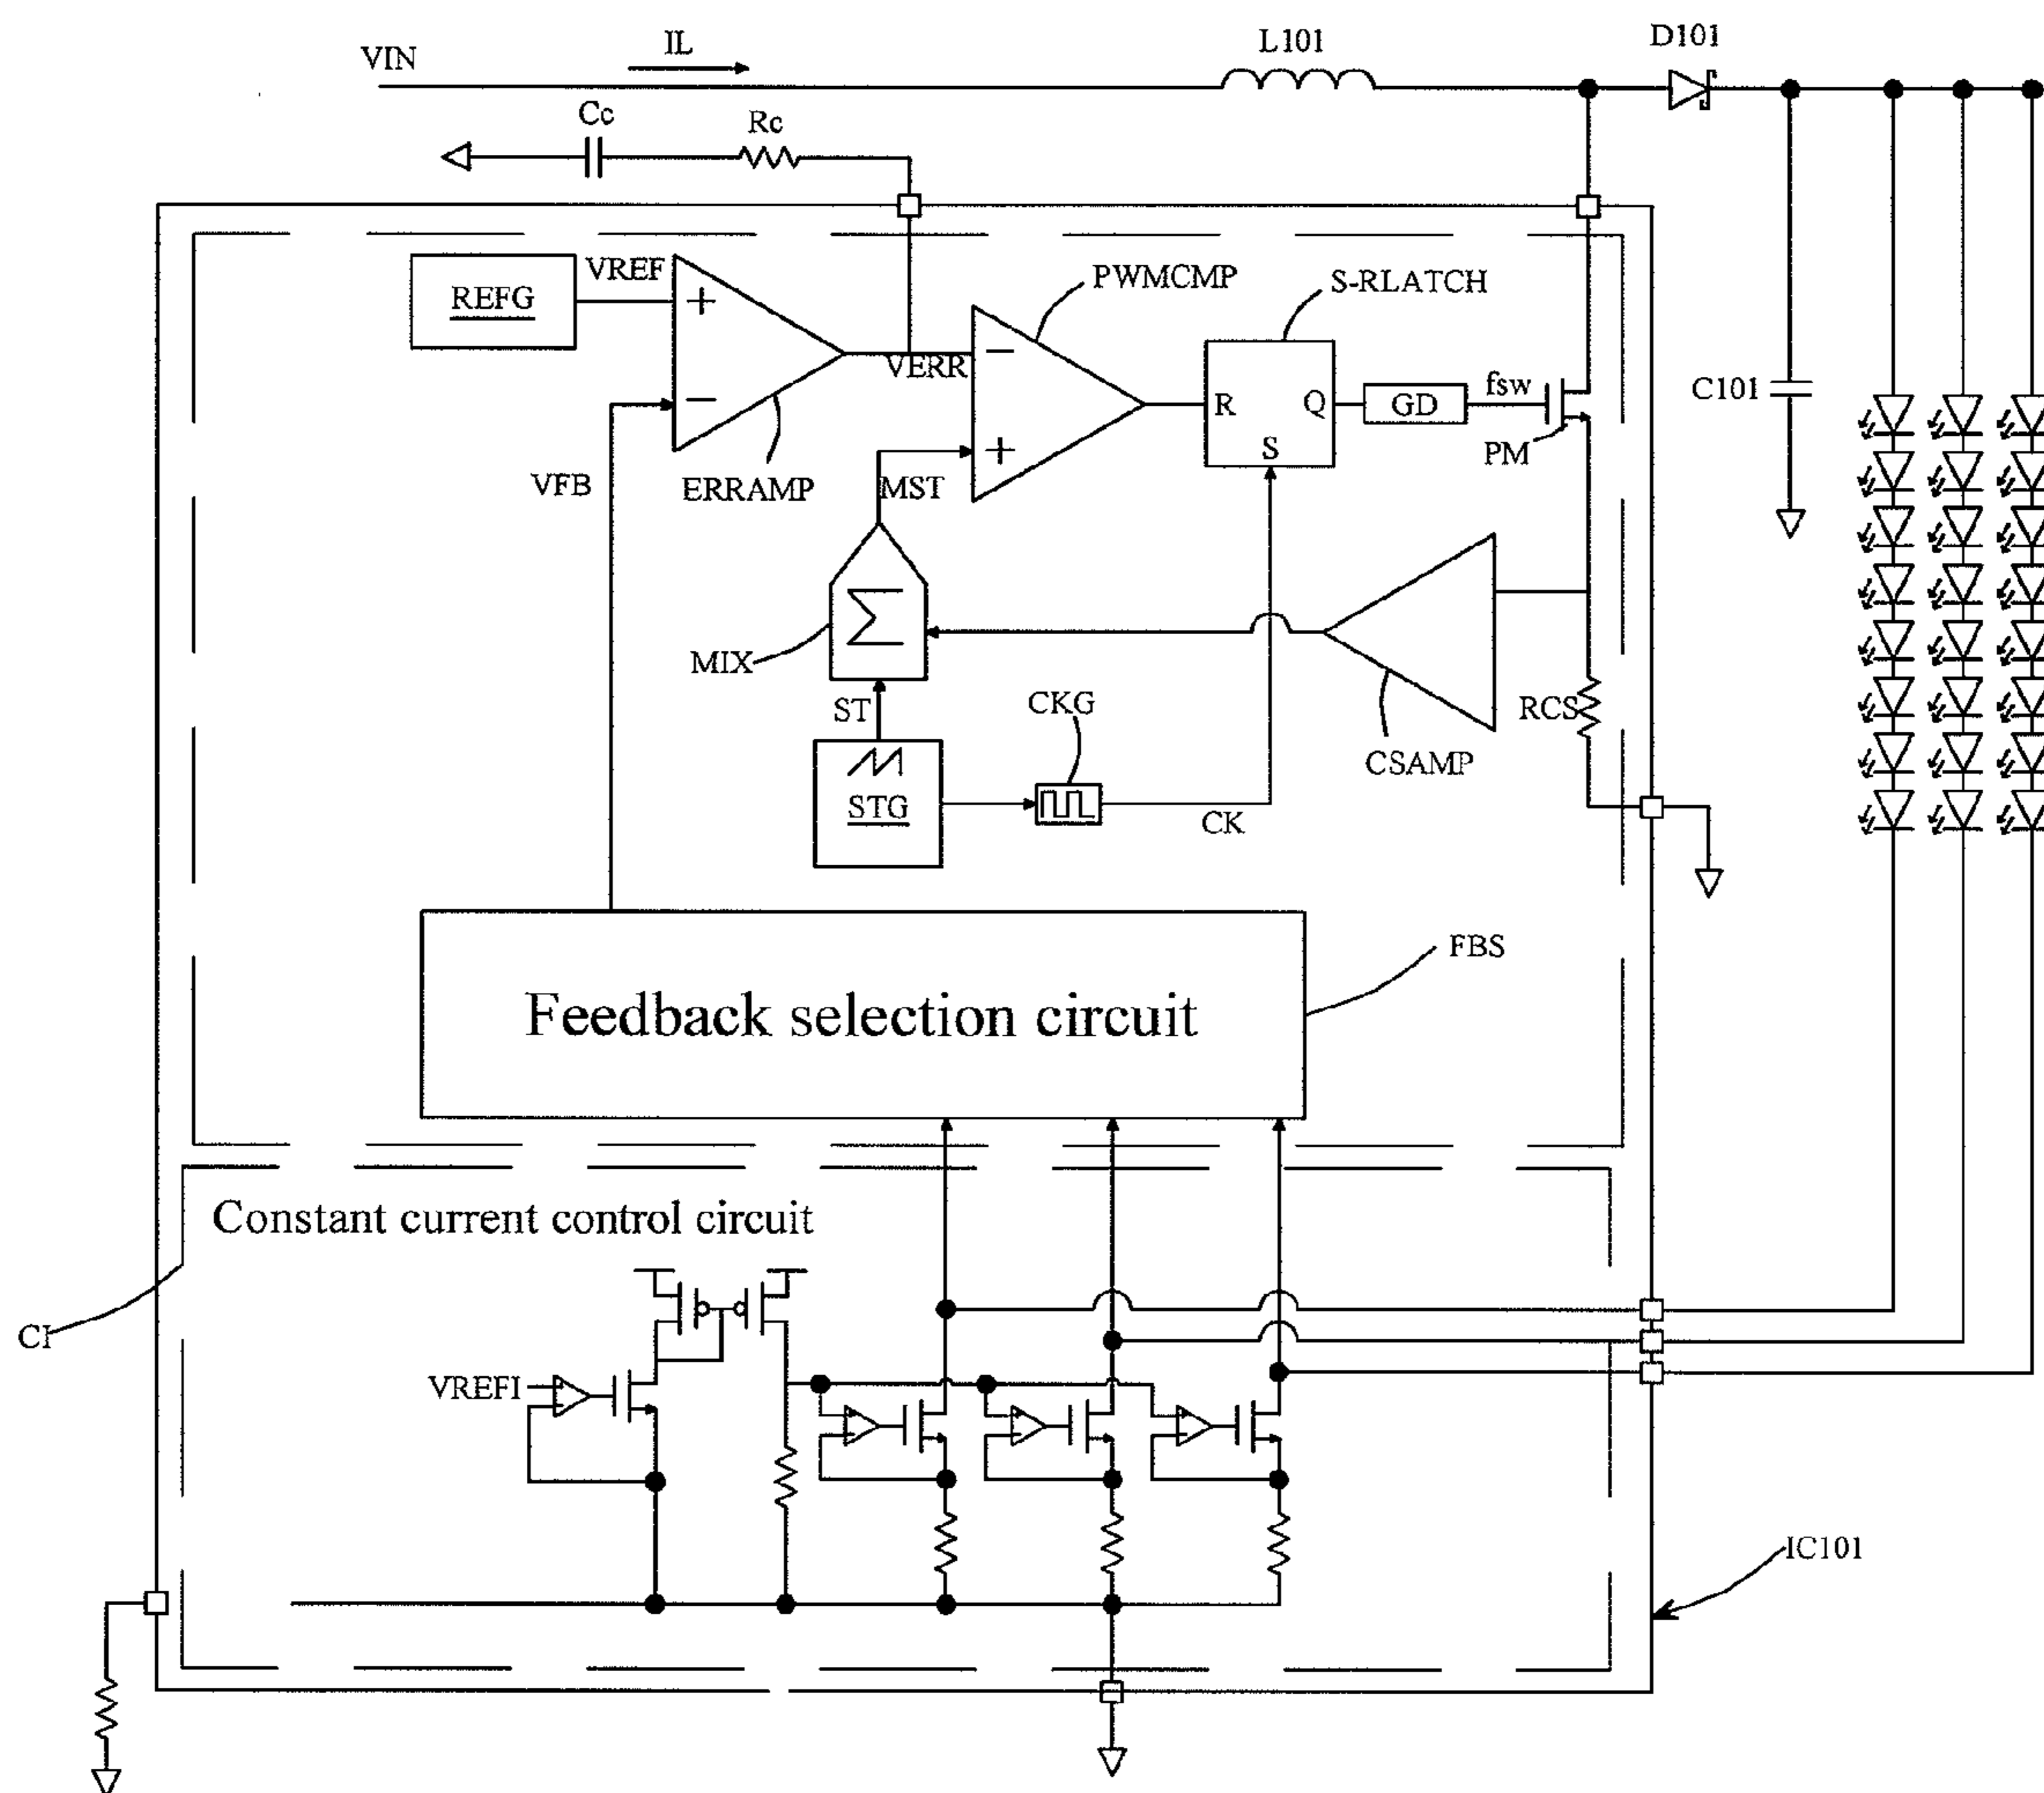 VIN
IL
L101
D101
Cc
Rc
REFG
VREF
+
−
VFB
ERRAMP
VERR
−
+
PWMCMP
MST
S-RLATCH
R
Q
S
GD
fsw
PM
C101
MIX
ST
STG
CKG
CK
CSAMP
RCS
Feedback selection circuit
FBS
Constant current control circuit
CI
VREFI
IC101